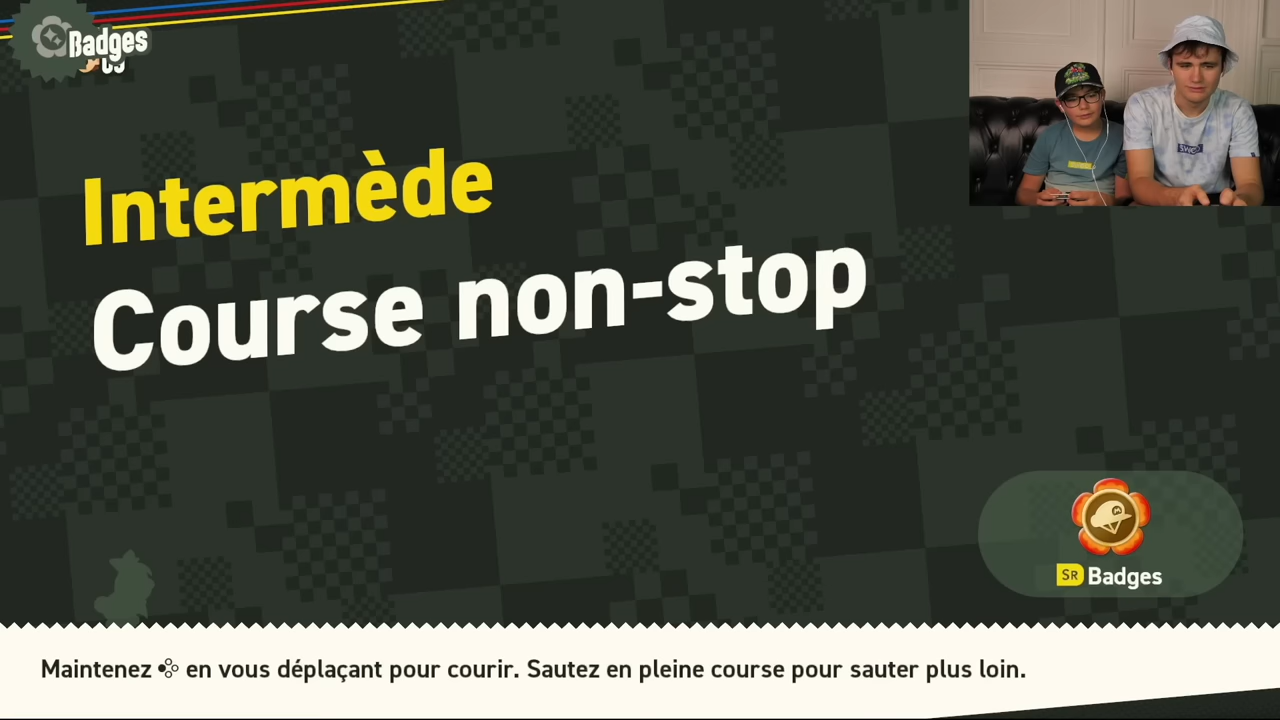 Badges
Intermède
Course non-stop
SR Badges
Maintenez en vous déplaçant pour courir. Sautez en pleine course pour sauter plus loin.